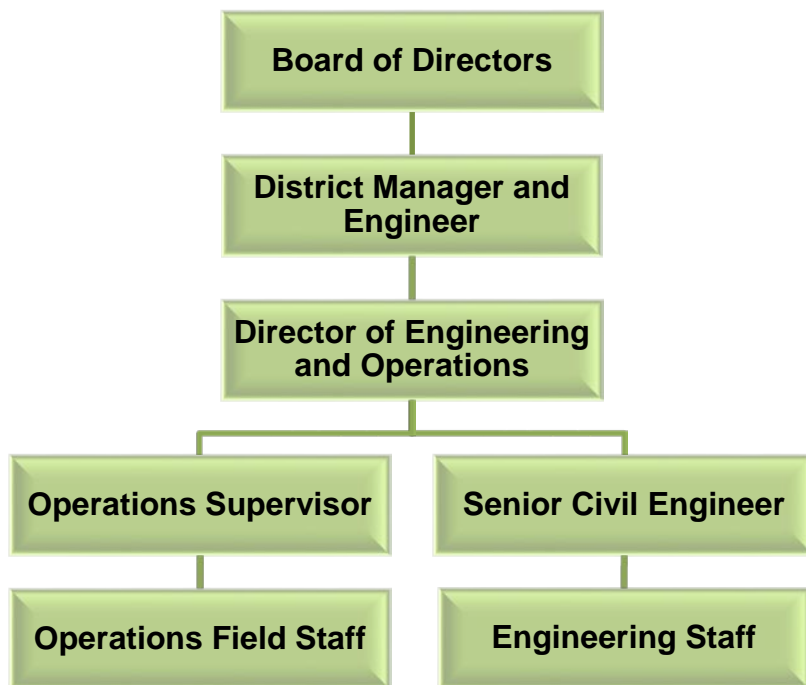 Board of Directors
District Manager and
Engineer
Director of Engineering
and Operations
Operations Supervisor
Senior Civil Engineer
Operations Field Staff
Engineering Staff